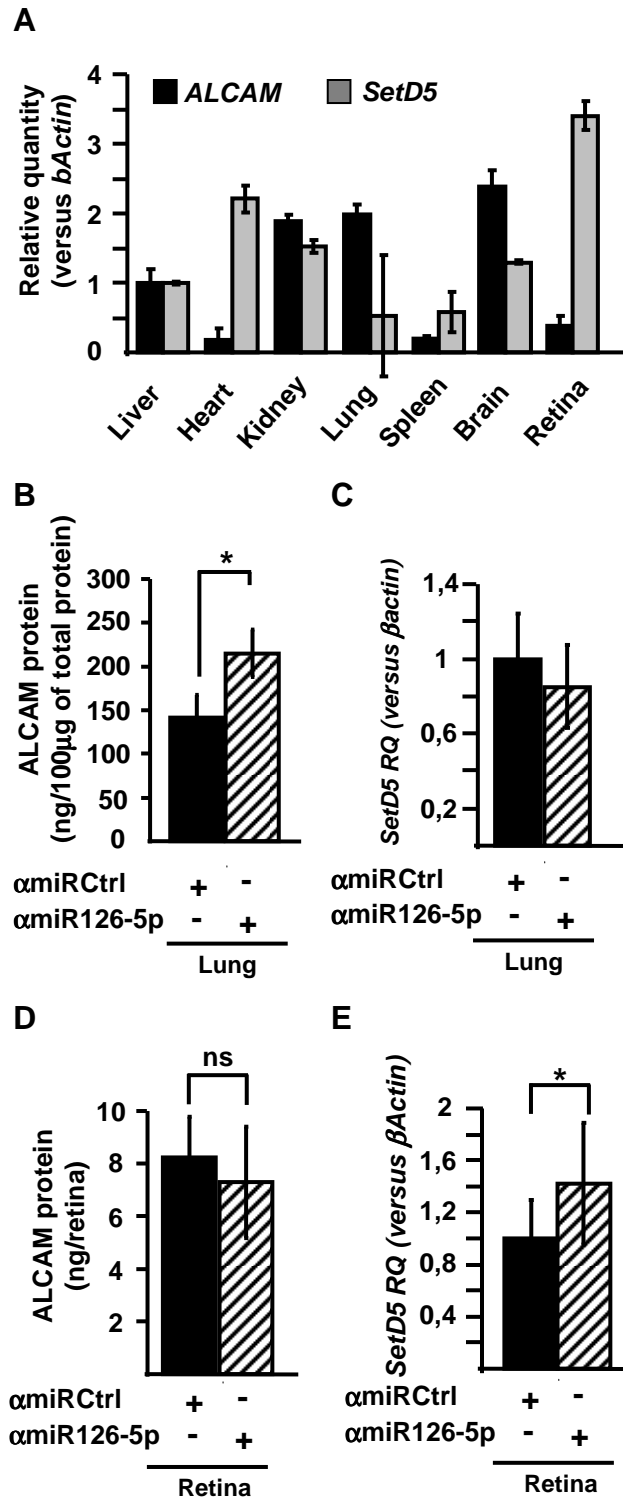 A
ALCAM SetD5
Relative quantity
(versus bActin)
4
3
2
1
0
Liver Heart Kidney Lung Spleen Brain Retina
B
ALCAM protein
(ng/100µg of total protein)
300
250
200
150
100
50
0
*
αmiRCtrl + -
αmiR126-5p - +
Lung
C
SetD5 RQ (versus βactin)
1,4
1
0,6
0,2
+ -
- +
Lung
D
ALCAM protein
(ng/retina)
10
8
6
4
2
ns
αmiRCtrl + -
αmiR126-5p - +
Retina
E
SetD5 RQ (versus βActin)
2
1,6
1,2
0,8
0,4
*
αmiRCtrl + -
αmiR126-5p - +
Retina